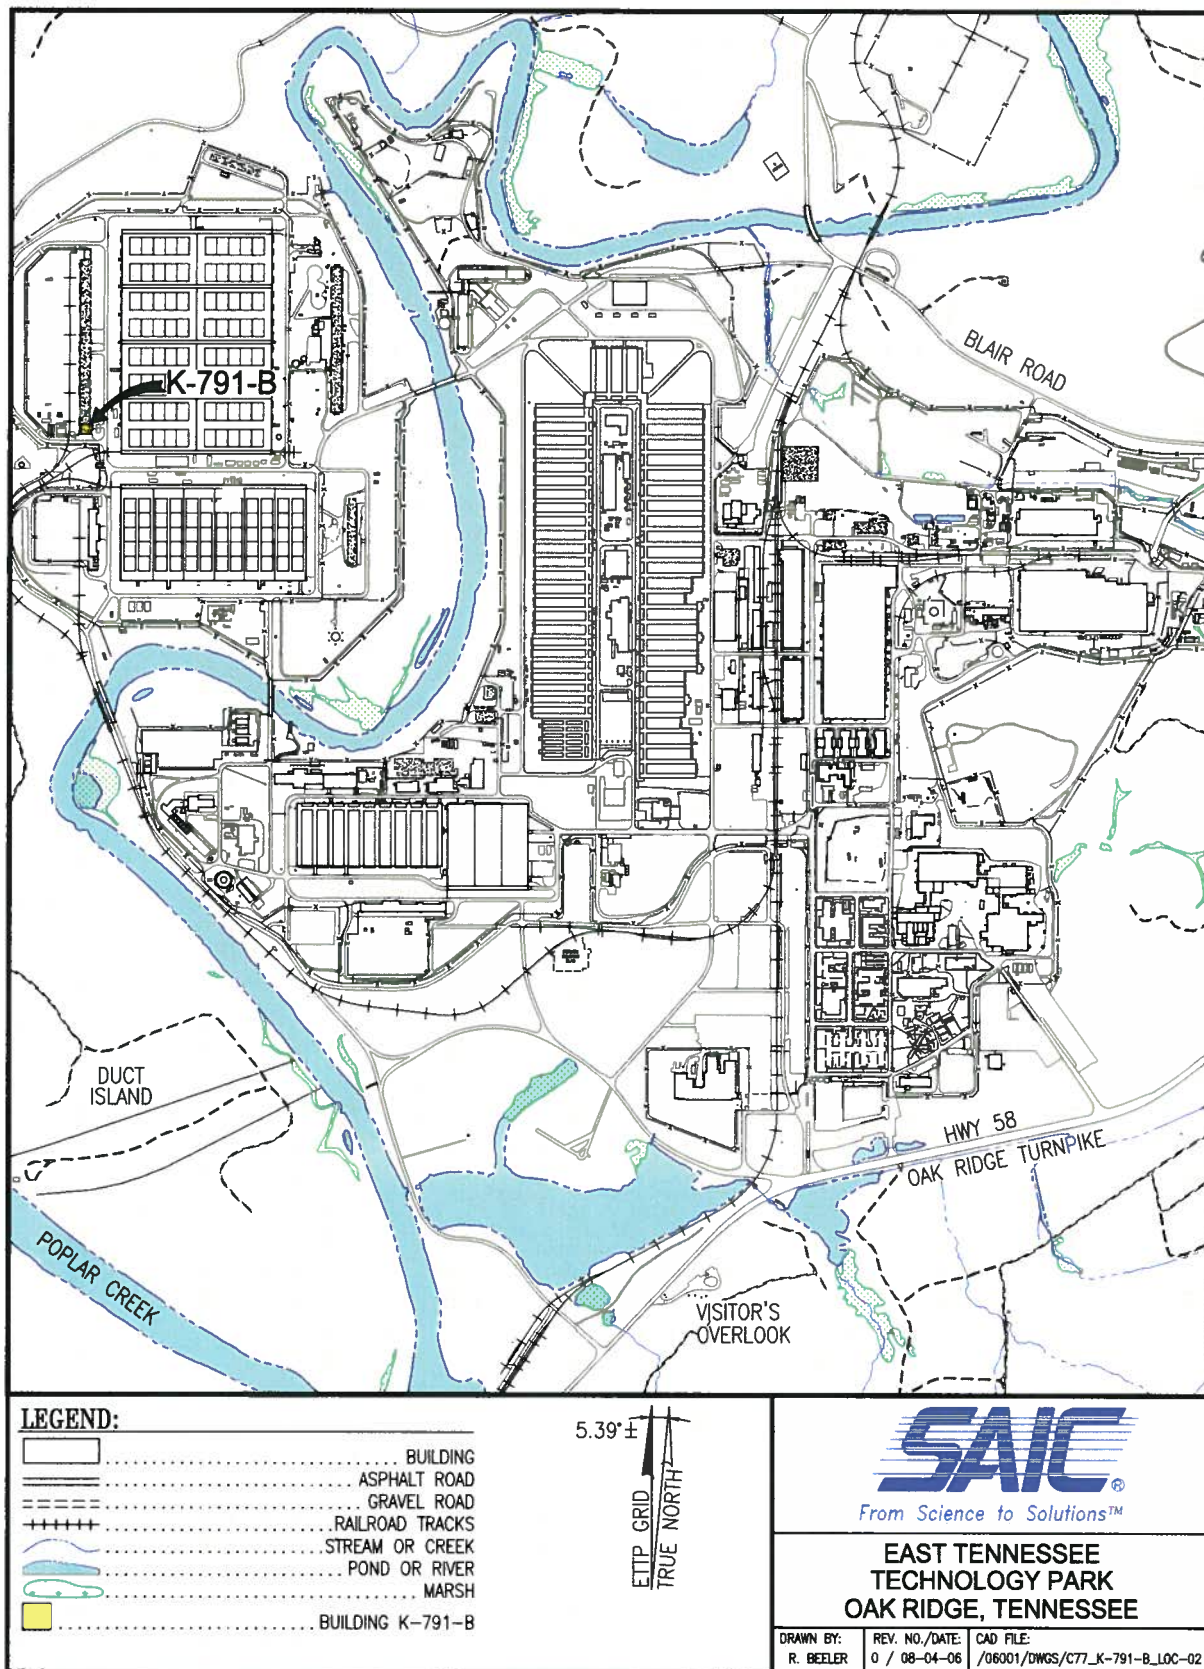 K-791-B
BLAIR ROAD
DUCT
ISLAND
HWY 58
OAK RIDGE TURNPIKE
POPLAR CREEK
VISITOR'S
OVERLOOK
LEGEND:
BUILDING
ASPHALT ROAD
GRAVEL ROAD
RAILROAD TRACKS
STREAM OR CREEK
POND OR RIVER
MARSH
BUILDING K-791-B
5.39°±
ETTP GRID
TRUE NORTH
SAIC®
From Science to Solutions™
EAST TENNESSEE
TECHNOLOGY PARK
OAK RIDGE, TENNESSEE
DRAWN BY:
R. BEELER
REV. NO./DATE:
0 / 08-04-06
CAD FILE:
/06001/DWGS/C77_K-791-B_LOC-02